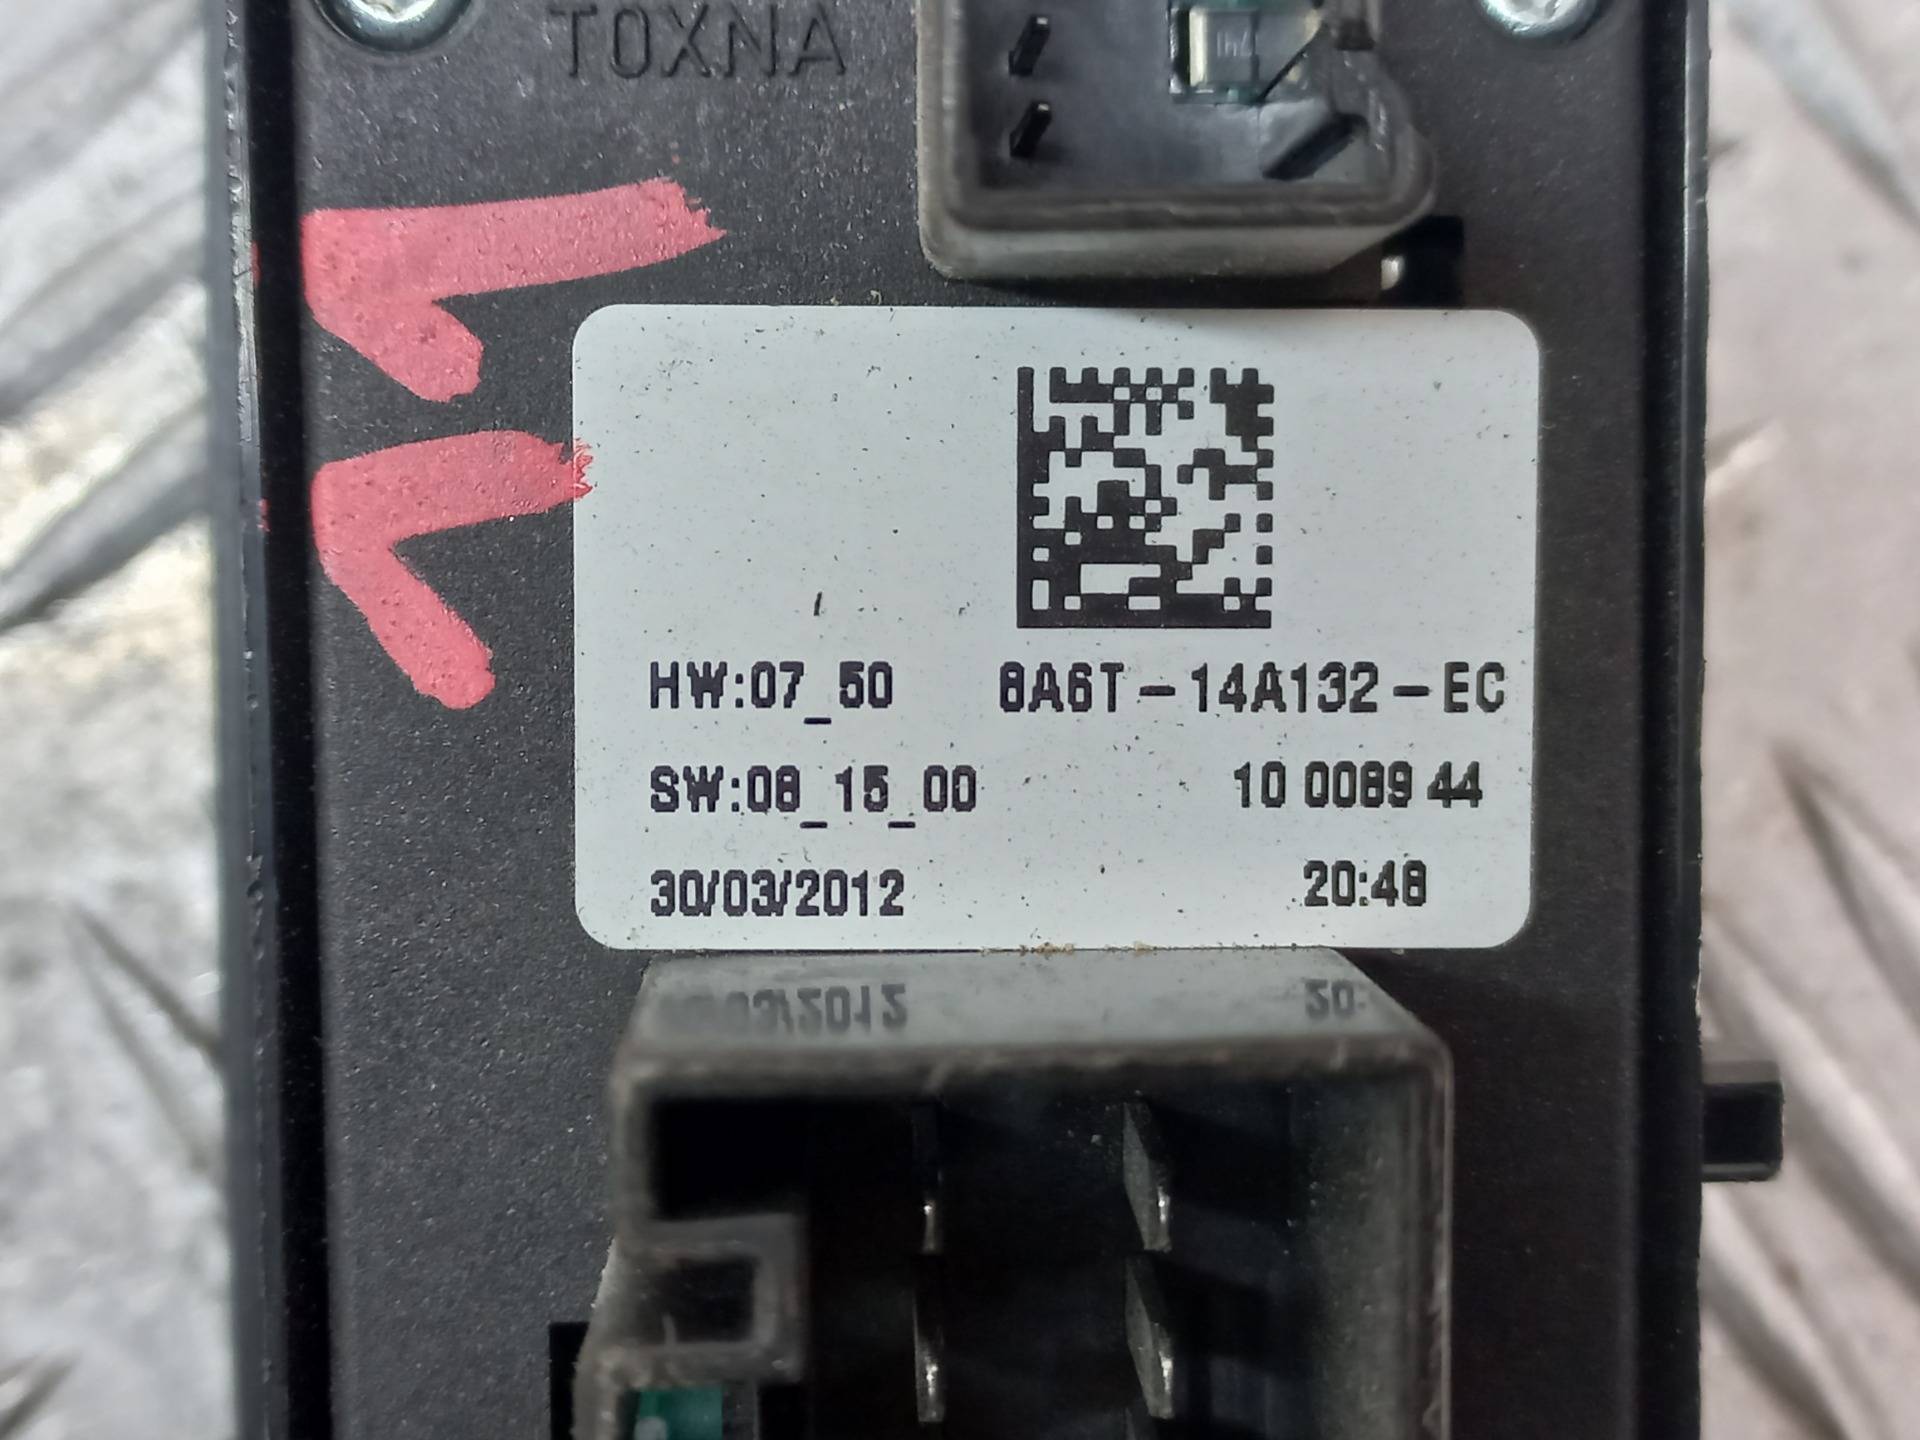 TOXNA
HW:07_50 8A6T-14A132-EC
SW:08_15_00 10 0089 44
30/03/2012 20:48